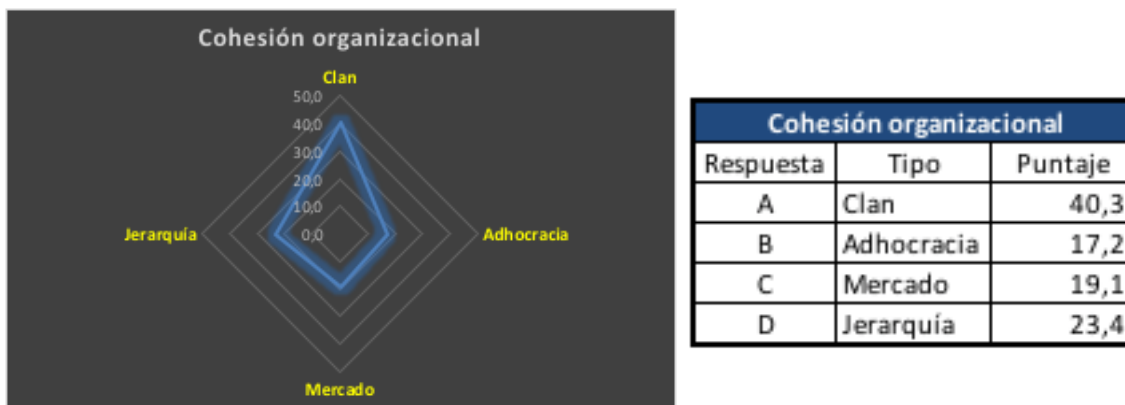 Cohesión organizacional
Clan
50,0
40,0
30,0
20,0
10,0
0,0
Jerarquía
Adhocracia
Mercado
Cohesión organizacional
Respuesta Tipo Puntaje
A Clan 40,3
B Adhocracia 17,2
C Mercado 19,1
D Jerarquía 23,4